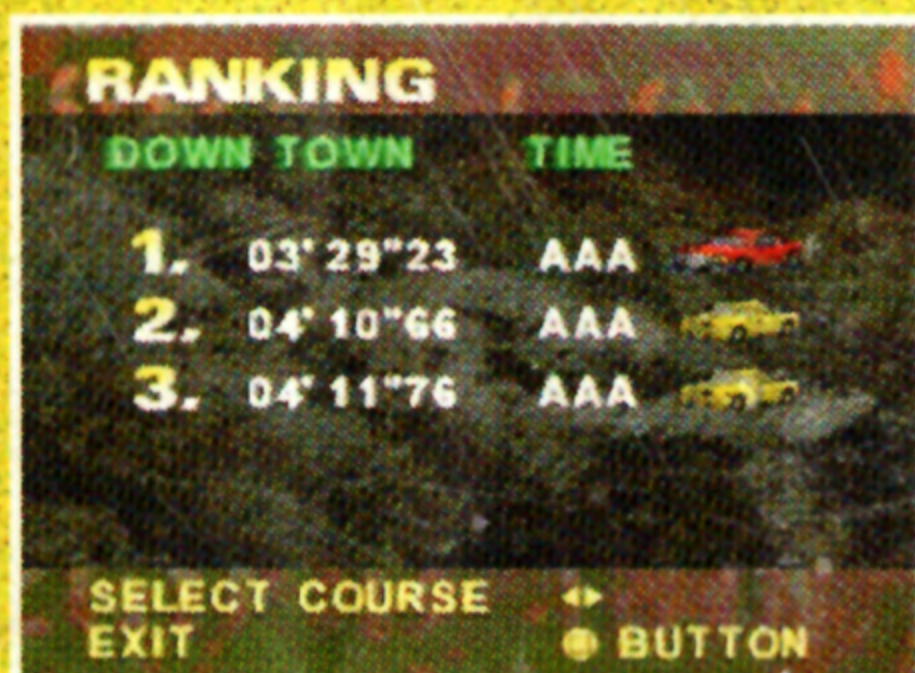 RANKING
DOWN TOWN TIME
1. 03'29"23 AAA
2. 04'10"66 AAA
3. 04'11"76 AAA
SELECT COURSE
EXIT BUTTON